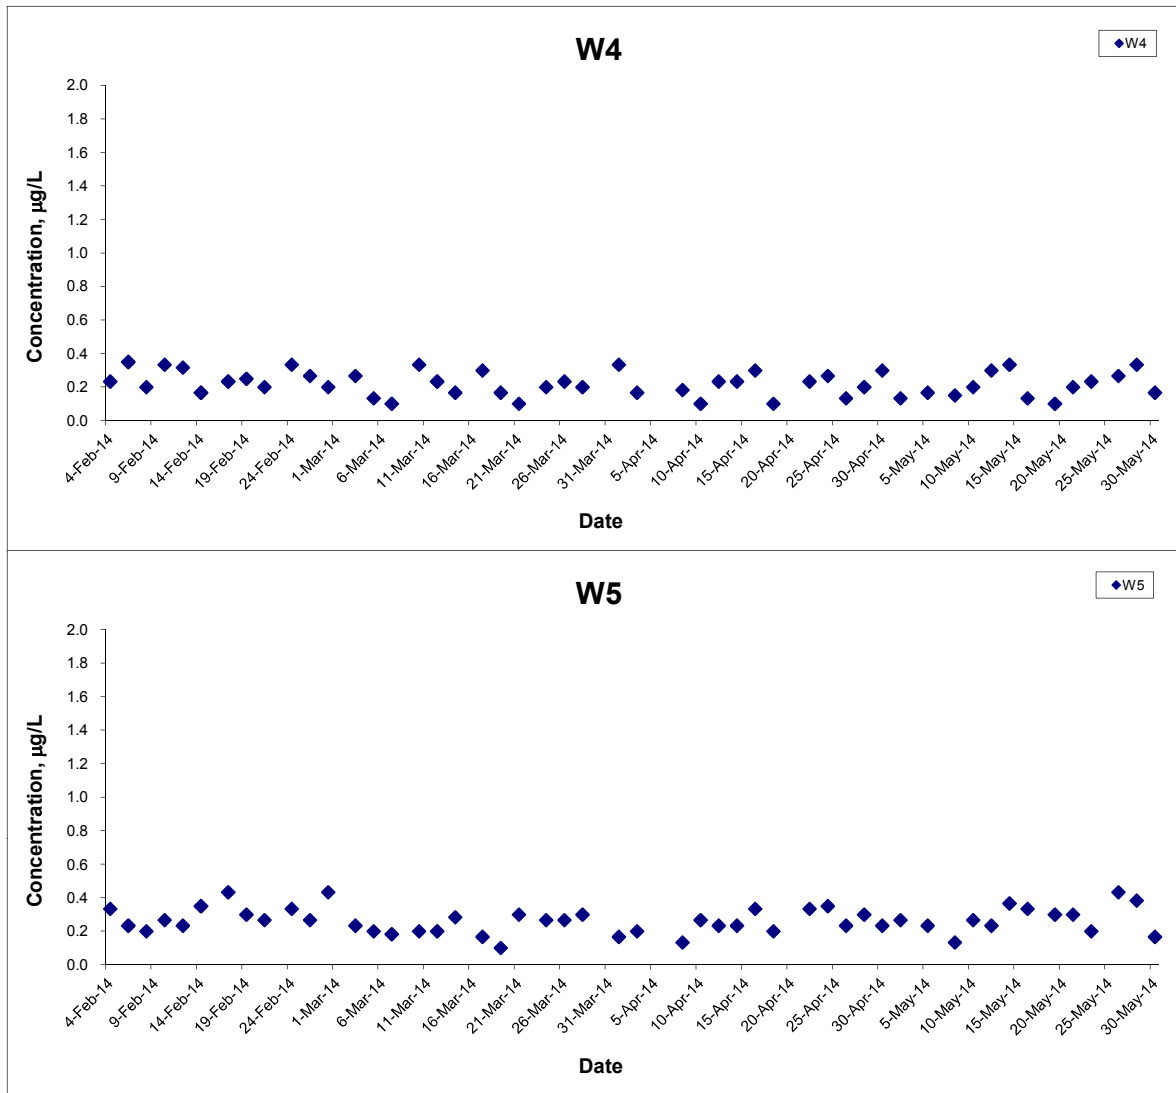 W4
W4
2.0
1.8
1.6
1.4
1.2
1.0
0.8
0.6
0.4
0.2
0.0
Concentration, µg/L
4-Feb-14
9-Feb-14
14-Feb-14
19-Feb-14
24-Feb-14
1-Mar-14
6-Mar-14
11-Mar-14
16-Mar-14
21-Mar-14
26-Mar-14
31-Mar-14
5-Apr-14
10-Apr-14
15-Apr-14
20-Apr-14
25-Apr-14
30-Apr-14
5-May-14
10-May-14
15-May-14
20-May-14
25-May-14
30-May-14
Date
W5
W5
2.0
1.8
1.6
1.4
1.2
1.0
0.8
0.6
0.4
0.2
0.0
Concentration, µg/L
4-Feb-14
9-Feb-14
14-Feb-14
19-Feb-14
24-Feb-14
1-Mar-14
6-Mar-14
11-Mar-14
16-Mar-14
21-Mar-14
26-Mar-14
31-Mar-14
5-Apr-14
10-Apr-14
15-Apr-14
20-Apr-14
25-Apr-14
30-Apr-14
5-May-14
10-May-14
15-May-14
20-May-14
25-May-14
30-May-14
Date